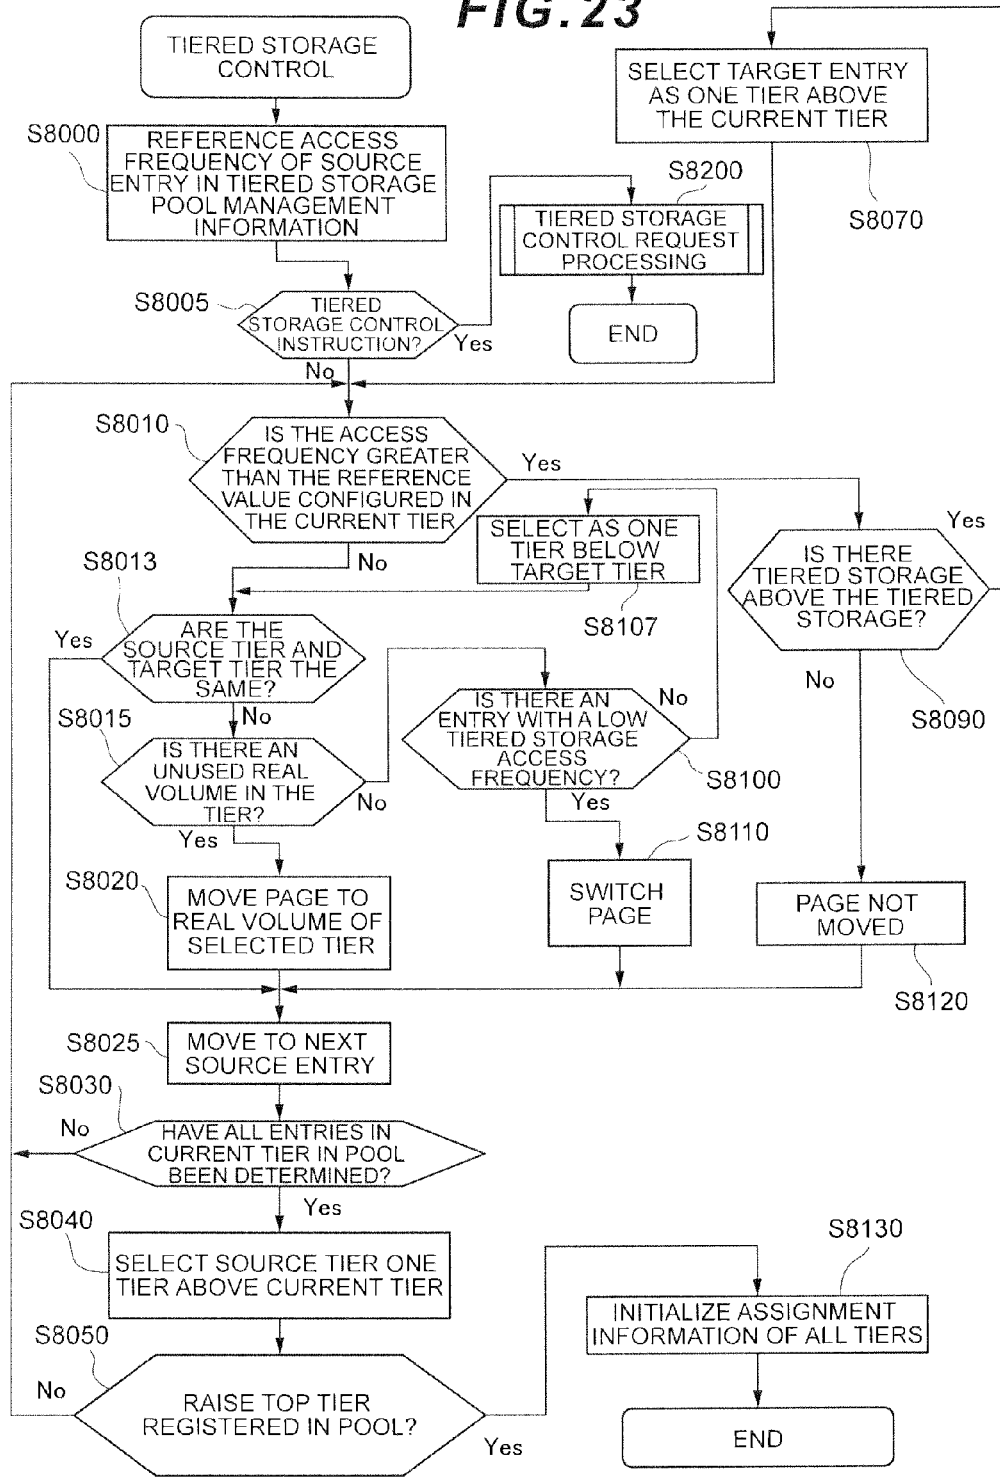 FIG.23
TIERED STORAGE
CONTROL
S8000
REFERENCE ACCESS
FREQUENCY OF SOURCE
ENTRY IN TIERED STORAGE
POOL MANAGEMENT
INFORMATION
SELECT TARGET ENTRY
AS ONE TIER ABOVE
THE CURRENT TIER
S8070
S8200
TIERED STORAGE
CONTROL REQUEST
PROCESSING
END
S8005
TIERED
STORAGE CONTROL
INSTRUCTION?
Yes
No
S8010
IS THE ACCESS
FREQUENCY GREATER
THAN THE REFERENCE
VALUE CONFIGURED IN
THE CURRENT TIER
Yes
No
SELECT AS ONE
TIER BELOW
TARGET TIER
S8107
Yes
IS THERE
TIERED STORAGE
ABOVE THE TIERED
STORAGE?
No
S8090
S8013
Yes
ARE THE
SOURCE TIER AND
TARGET TIER THE
SAME?
No
S8015
IS THERE AN
UNUSED REAL
VOLUME IN THE
TIER?
No
Yes
IS THERE AN
ENTRY WITH A LOW
TIERED STORAGE
ACCESS
FREQUENCY?
No
S8100
Yes
S8110
SWITCH
PAGE
S8020
MOVE PAGE TO
REAL VOLUME OF
SELECTED TIER
PAGE NOT
MOVED
S8120
S8025
MOVE TO NEXT
SOURCE ENTRY
S8030
No
HAVE ALL ENTRIES IN
CURRENT TIER IN POOL
BEEN DETERMINED?
Yes
S8040
SELECT SOURCE TIER ONE
TIER ABOVE CURRENT TIER
S8130
INITIALIZE ASSIGNMENT
INFORMATION OF ALL TIERS
S8050
No
RAISE TOP TIER
REGISTERED IN POOL?
Yes
END